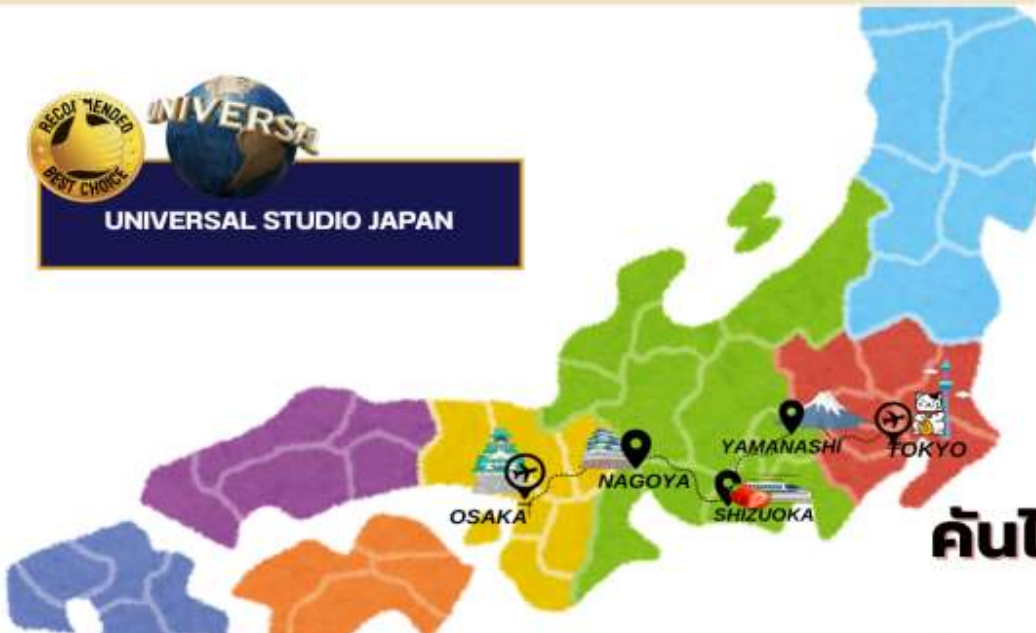 RECOMMENDED
BEST CHOICE
UNIVERSAL
UNIVERSAL STUDIO JAPAN
YAMANASHI
TOKYO
NAGOYA
SHIZUOKA
OSAKA